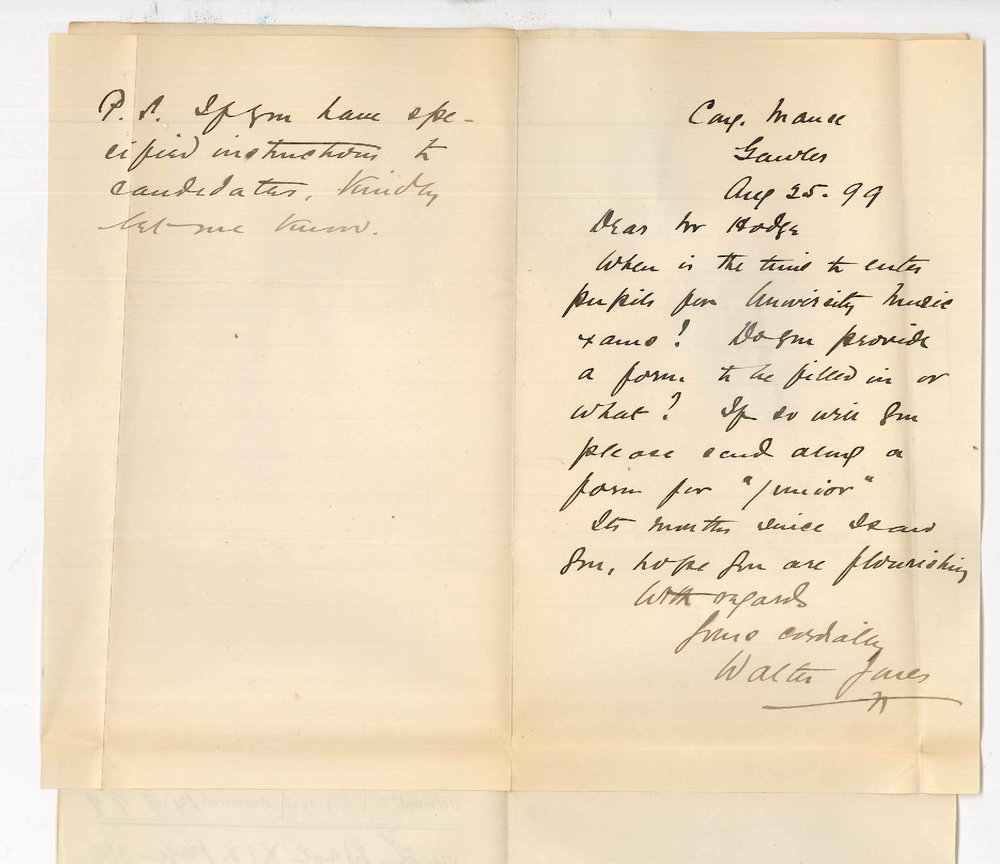 Cong. Manse
Gawler
Aug 25. 99
Dear Mr Hodge
When is the time to enter
pupils for University Music
xams? Do you provide
a form to be filled in or
what? If so will you
please send along a
form for "Junior"
Its months since I saw
you, hope you are flourishing
With regards
Yours cordially
Walter Jones
P.S. If you have spe-
cified instructions to
candidates, kindly
let me know.